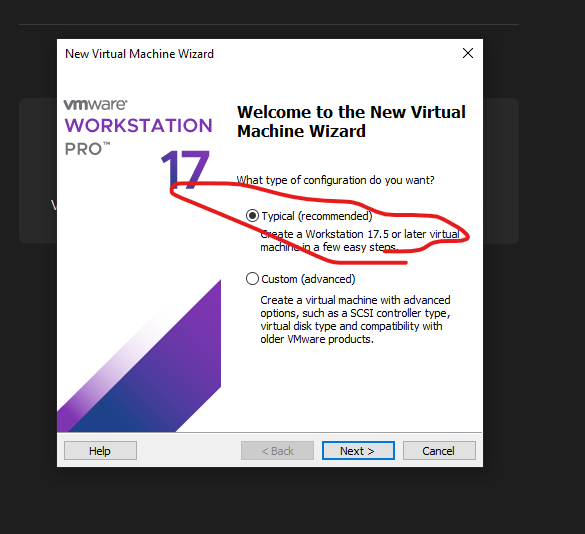 New Virtual Machine Wizard
vmware®
WORKSTATION
PRO™
17
Welcome to the New Virtual
Machine Wizard
What type of configuration do you want?
Typical (recommended)
Create a Workstation 17.5 or later virtual
machine in a few easy steps.
Custom (advanced)
Create a virtual machine with advanced
options, such as a SCSI controller type,
virtual disk type and compatibility with
older VMware products.
Help
< Back
Next >
Cancel